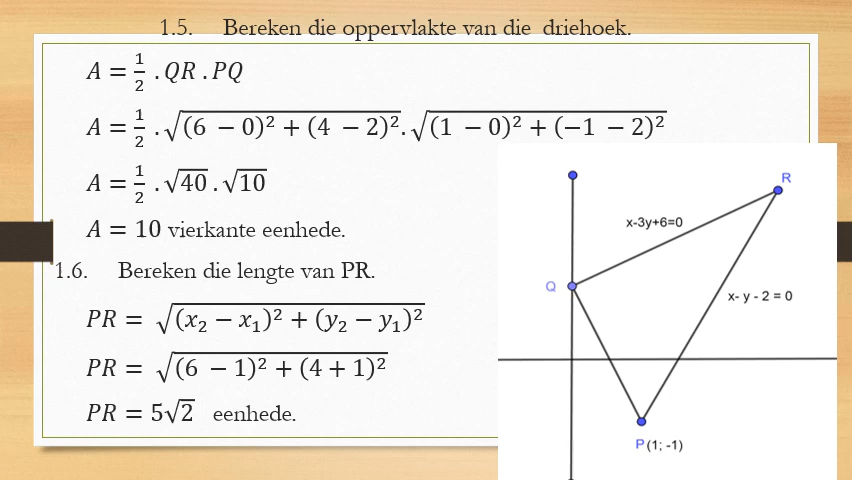 1.5. Bereken die oppervlakte van die driehoek.
A = 1/2 . QR . PQ
A = 1/2 . √((6 − 0)² + (4 − 2)²) . √((1 − 0)² + (−1 − 2)²)
A = 1/2 . √40 . √10
A = 10 vierkante eenhede.
1.6. Bereken die lengte van PR.
PR = √((x₂ − x₁)² + (y₂ − y₁)²)
PR = √((6 − 1)² + (4 + 1)²)
PR = 5√2 eenhede.
R
x-3y+6=0
Q
x- y - 2 = 0
P (1; -1)